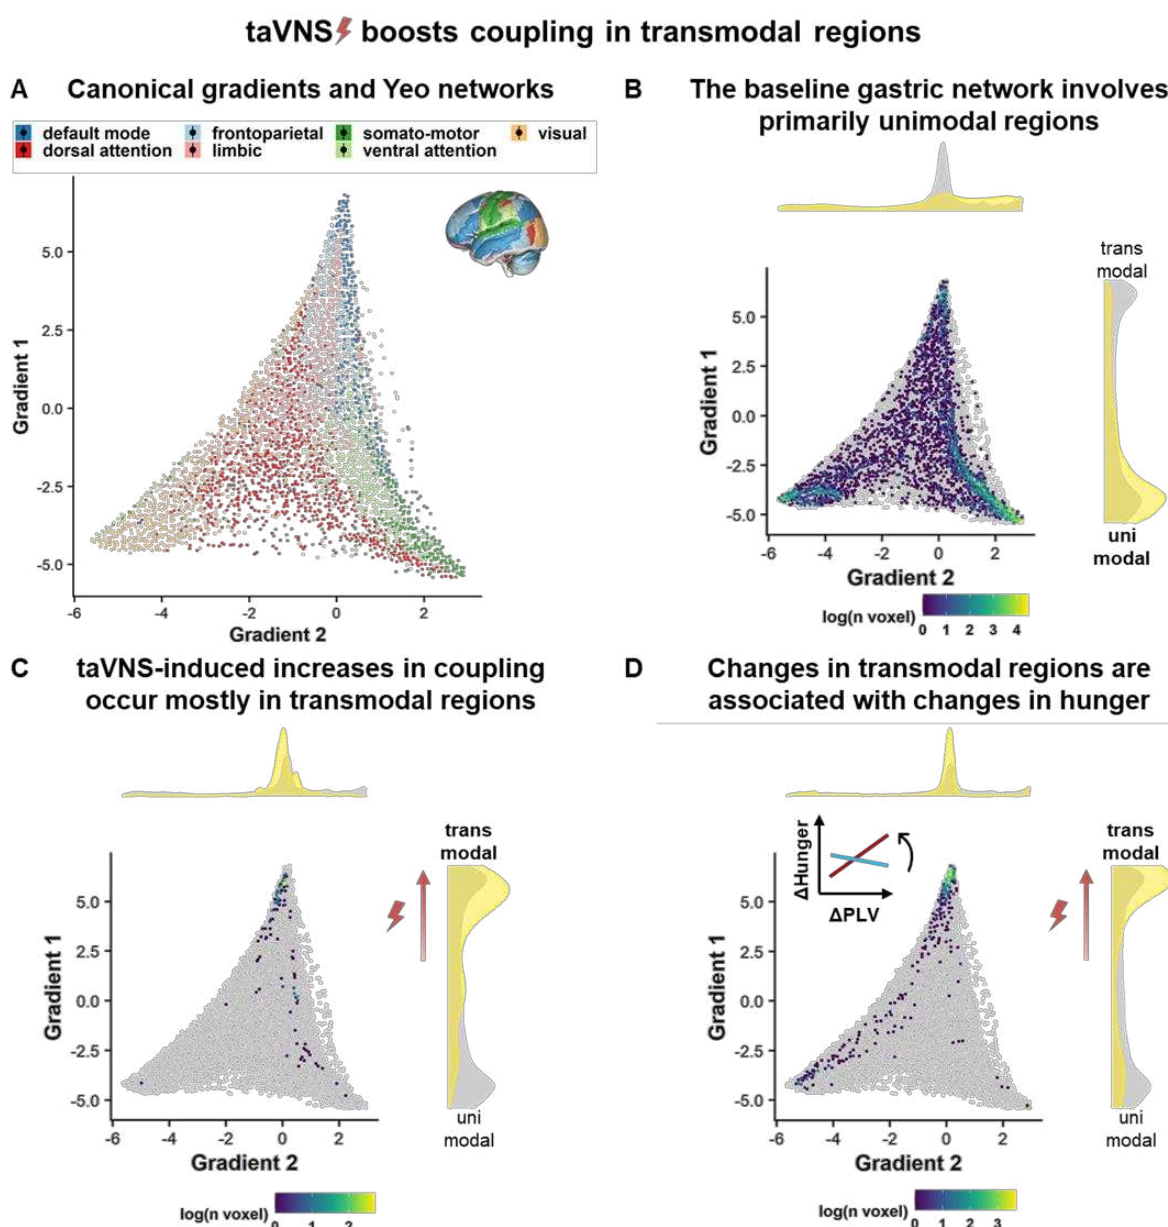 taVNS boosts coupling in transmodal regions
A Canonical gradients and Yeo networks
default mode frontoparietal somato-motor visual
dorsal attention limbic ventral attention
5.0
2.5
0.0
-2.5
-5.0
Gradient 1
-6 -4 -2 0 2
Gradient 2
B The baseline gastric network involves
primarily unimodal regions
trans
modal
5.0
2.5
0.0
-2.5
-5.0
Gradient 1
uni
modal
-6 -4 -2 0 2
Gradient 2
log(n voxel)
0 1 2 3 4
C taVNS-induced increases in coupling
occur mostly in transmodal regions
trans
modal
5.0
2.5
0.0
-2.5
-5.0
Gradient 1
uni
modal
-6 -4 -2 0 2
Gradient 2
log(n voxel)
0 1 2
D Changes in transmodal regions are
associated with changes in hunger
ΔHunger
ΔPLV
trans
modal
5.0
2.5
0.0
-2.5
-5.0
Gradient 1
uni
modal
-6 -4 -2 0 2
Gradient 2
log(n voxel)
0 1 2 3